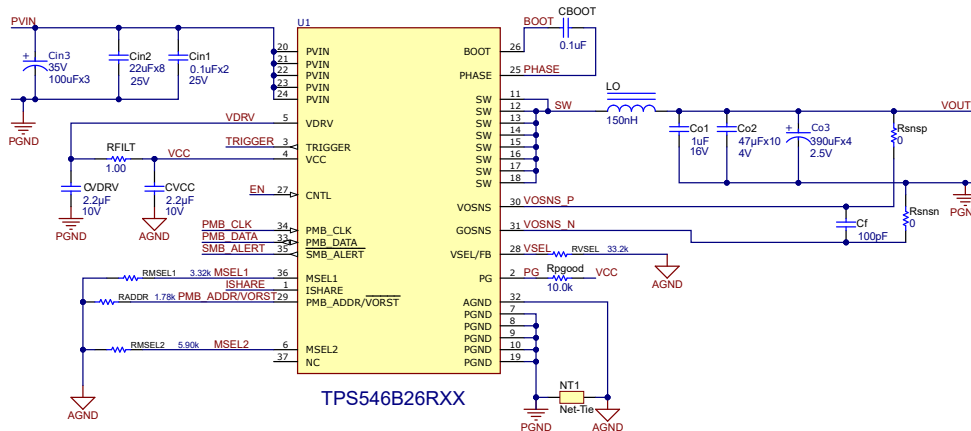 U1
CBOOT
PVIN
BOOT
0.1uF
Cin3
35V
100uFx3
Cin2
22uFx8
25V
Cin1
0.1uFx2
25V
20 PVIN
21 PVIN
22 PVIN
23 PVIN
24 PVIN
BOOT 26
PHASE 25 PHASE
SW 11
SW 12 SW
SW 13
SW 14
SW 15
SW 16
SW 17
SW 18
LO
150nH
VOUT
Co1
1uF
16V
Co2
47µFx10
4V
Co3
390uFx4
2.5V
Rsnsp
0
PGND
VDRV 5 VDRV
TRIGGER 3 TRIGGER
RFILT
1.00
VCC 4 VCC
CVDRV
2.2µF
10V
CVCC
2.2µF
10V
PGND
AGND
EN 27 CNTL
VOSNS 30 VOSNS_P
GOSNS 31 VOSNS_N
Cf
100pF
Rsnsn
0
PGND
PMB_CLK 34 PMB_CLK
PMB_DATA 33 PMB_DATA
SMB_ALERT 35 SMB_ALERT
VSEL/FB 28 VSEL RVSEL 33.2k
AGND
RMSEL1 3.32k MSEL1 36 MSEL1
ISHARE 1 ISHARE
RADDR 1.78k PMB_ADDR/VORST 29 PMB_ADDR/VORST
PG 2 PG Rpgood VCC
10.0k
AGND 32
PGND 7
PGND 8
PGND 9
PGND 10
PGND 19
RMSEL2 5.90k MSEL2 6 MSEL2
37 NC
AGND
TPS546B26RXX
NT1
Net-Tie
PGND
AGND